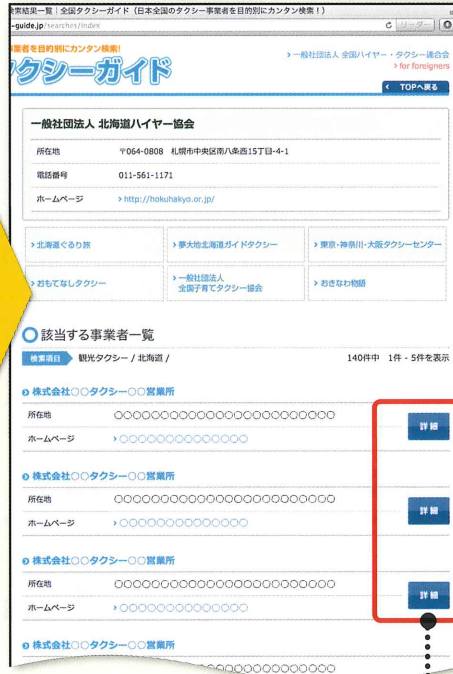 検索結果一覧｜全国タクシーガイド（日本全国のタクシー事業者を目的別にカンタン検索！）
-guide.jp/searches/index
リーダー
業者を目的別にカンタン検索!
クシーガイド
› 一般社団法人 全国ハイヤー・タクシー連合会
› for foreigners
‹ TOPへ戻る
一般社団法人 北海道ハイヤー協会
所在地 〒064-0808 札幌市中央区南八条西15丁目-4-1
電話番号 011-561-1171
ホームページ › http://hokuhakyo.or.jp/
› 北海道ぐるり旅 › 夢大地北海道ガイドタクシー › 東京・神奈川・大阪タクシーセンター
› おもてなしタクシー › 一般社団法人 全国子育てタクシー協会 › おきなわ物語
該当する事業者一覧
検索項目 観光タクシー / 北海道 / 140件中 1件 - 5件を表示
株式会社○○タクシー○○営業所
所在地 ○○○○○○○○○○○○○○○○○○○○○○○
ホームページ › ○○○○○○○○○○○○○○
詳細
株式会社○○タクシー○○営業所
所在地 ○○○○○○○○○○○○○○○○○○○○○○○
ホームページ › ○○○○○○○○○○○○○○
詳細
株式会社○○タクシー○○営業所
所在地 ○○○○○○○○○○○○○○○○○○○○○○○
ホームページ › ○○○○○○○○○○○○○○
詳細
株式会社○○タクシー○○営業所